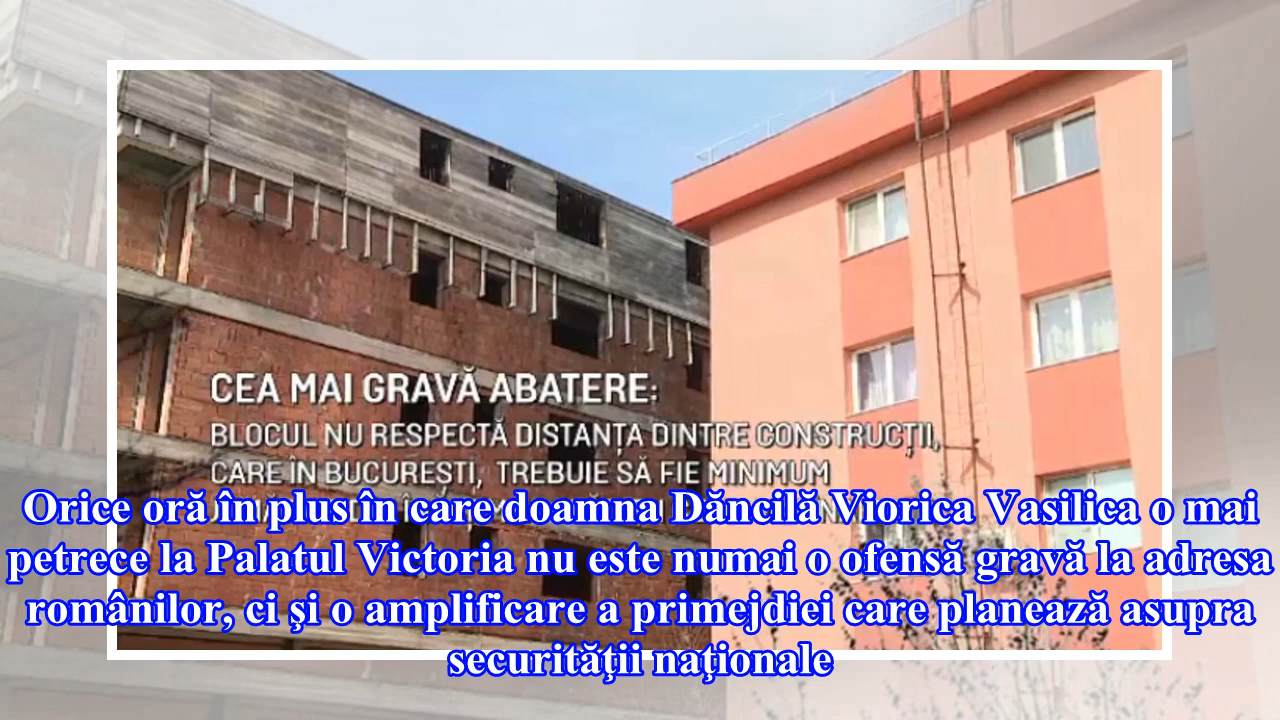 CEA MAI GRAVĂ ABATERE:
BLOCUL NU RESPECTĂ DISTANȚA DINTRE CONSTRUCȚII,
CARE ÎN BUCUREȘTI, TREBUIE SĂ FIE MINIMUM
Orice oră în plus în care doamna Dăncilă Viorica Vasilica o mai
petrece la Palatul Victoria nu este numai o ofensă gravă la adresa
românilor, ci şi o amplificare a primejdiei care planează asupra
securităţii naţionale